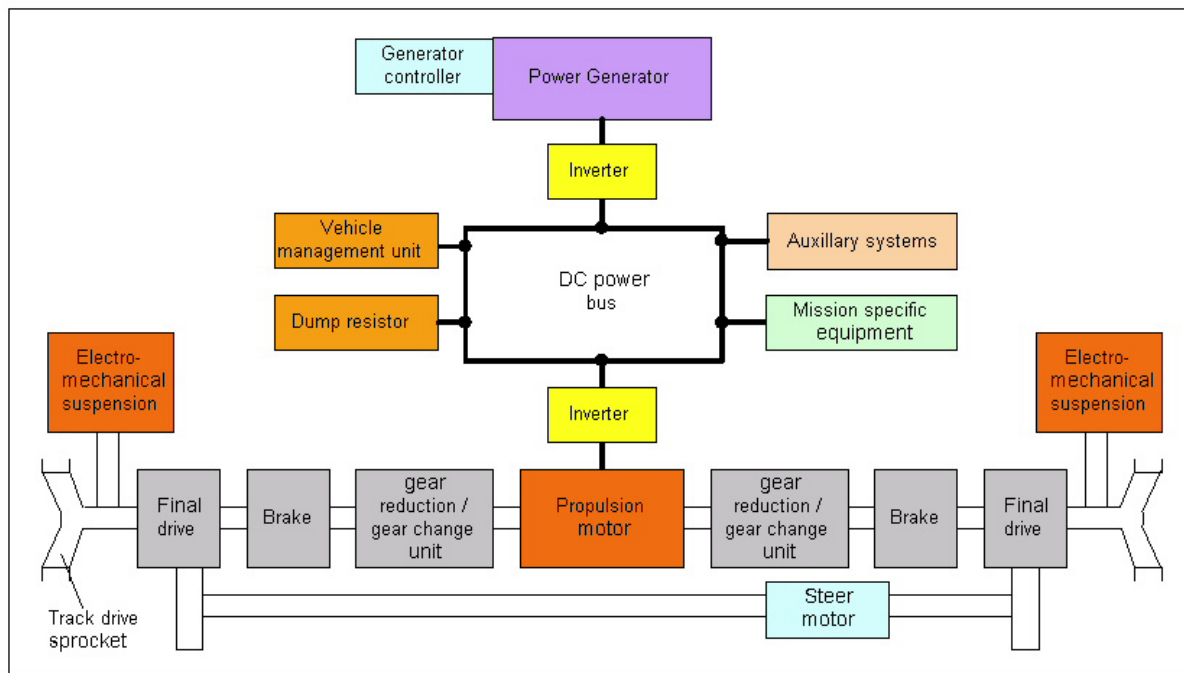 Generator
controller
Power Generator
Inverter
Vehicle
management unit
Auxillary systems
DC power
bus
Dump resistor
Mission specific
equipment
Electro-
mechanical
suspension
Electro-
mechanical
suspension
Inverter
Final
drive
Brake
gear
reduction /
gear change
unit
Propulsion
motor
gear
reduction /
gear change
unit
Brake
Final
drive
Steer
motor
Track drive
sprocket